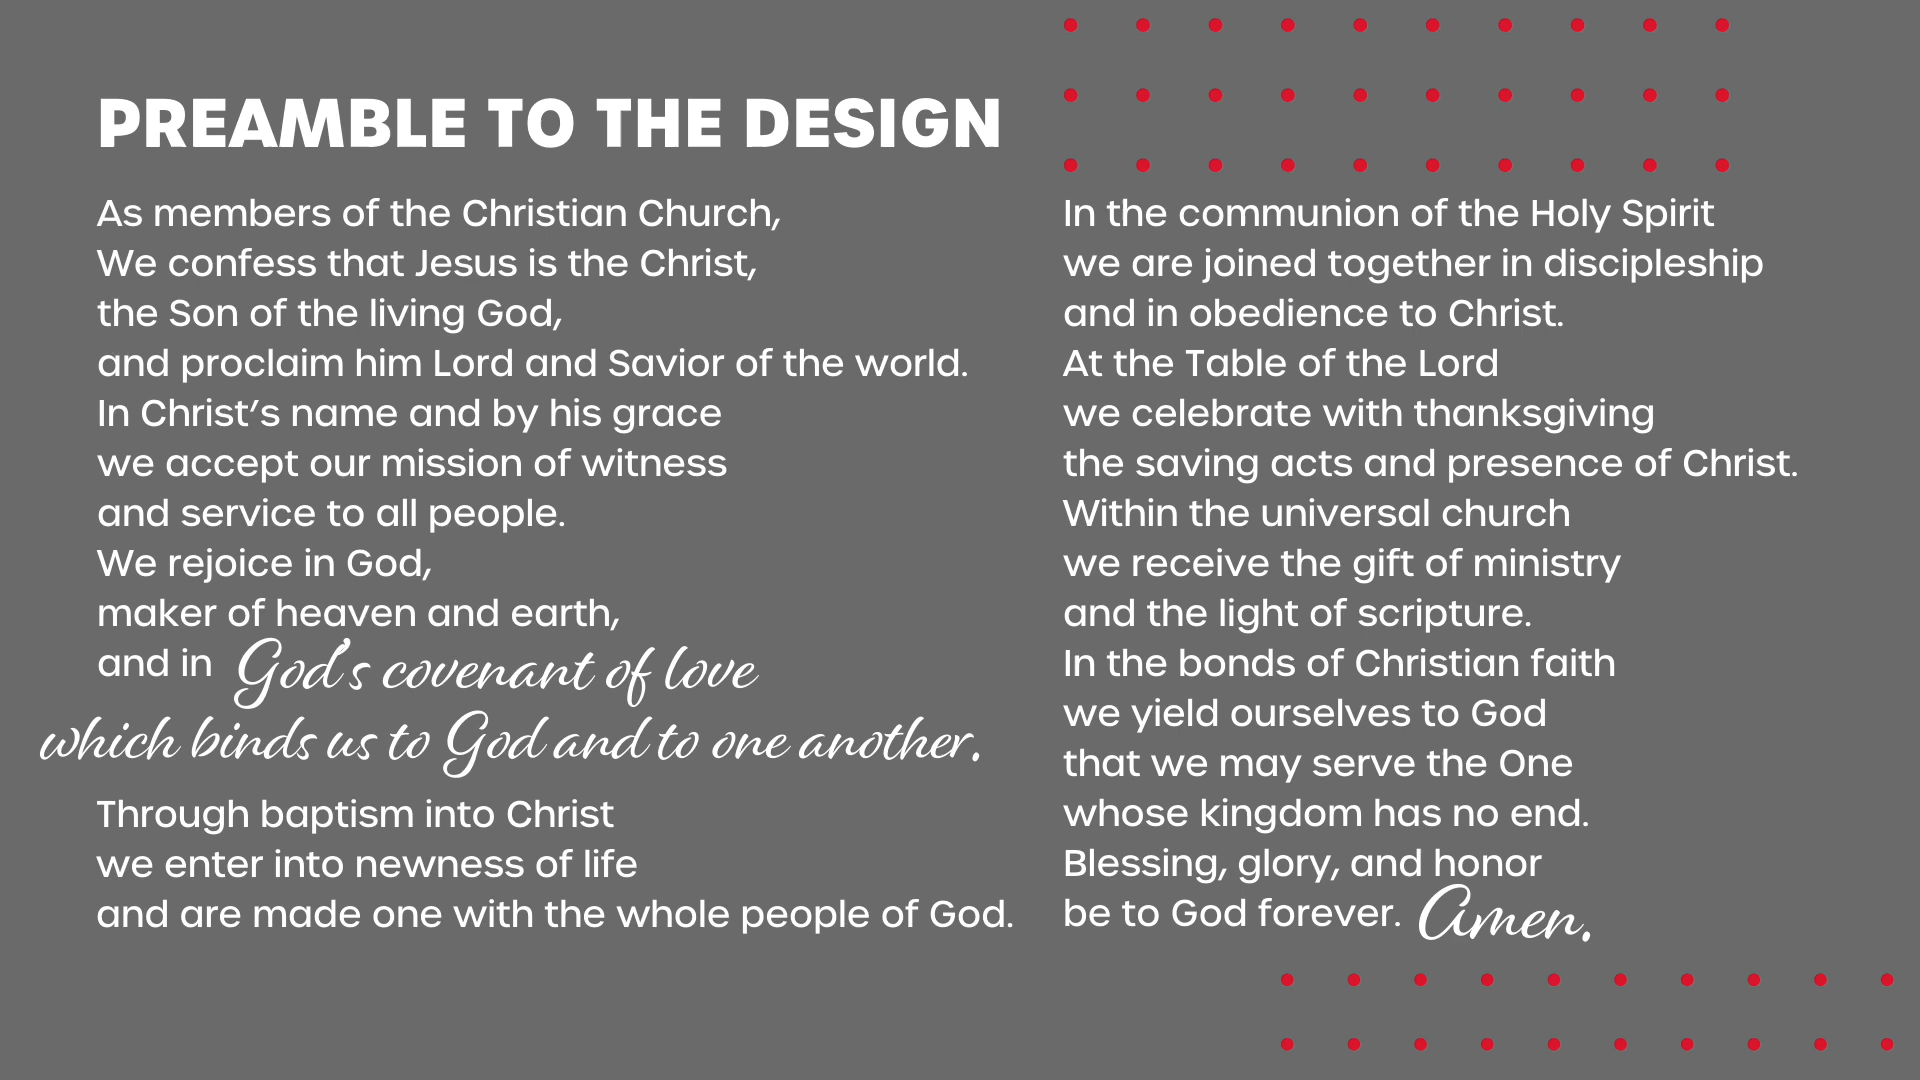 PREAMBLE TO THE DESIGN
As members of the Christian Church,
We confess that Jesus is the Christ,
the Son of the living God,
and proclaim him Lord and Savior of the world.
In Christ’s name and by his grace
we accept our mission of witness
and service to all people.
We rejoice in God,
maker of heaven and earth,
and in God's covenant of love
which binds us to God and to one another.
Through baptism into Christ
we enter into newness of life
and are made one with the whole people of God.
In the communion of the Holy Spirit
we are joined together in discipleship
and in obedience to Christ.
At the Table of the Lord
we celebrate with thanksgiving
the saving acts and presence of Christ.
Within the universal church
we receive the gift of ministry
and the light of scripture.
In the bonds of Christian faith
we yield ourselves to God
that we may serve the One
whose kingdom has no end.
Blessing, glory, and honor
be to God forever. Amen.